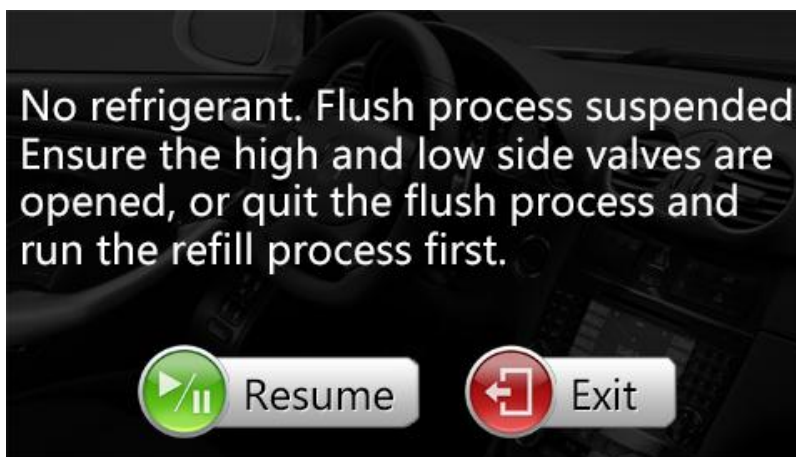 No refrigerant. Flush process suspended
Ensure the high and low side valves are
opened, or quit the flush process and
run the refill process first.
Resume
Exit